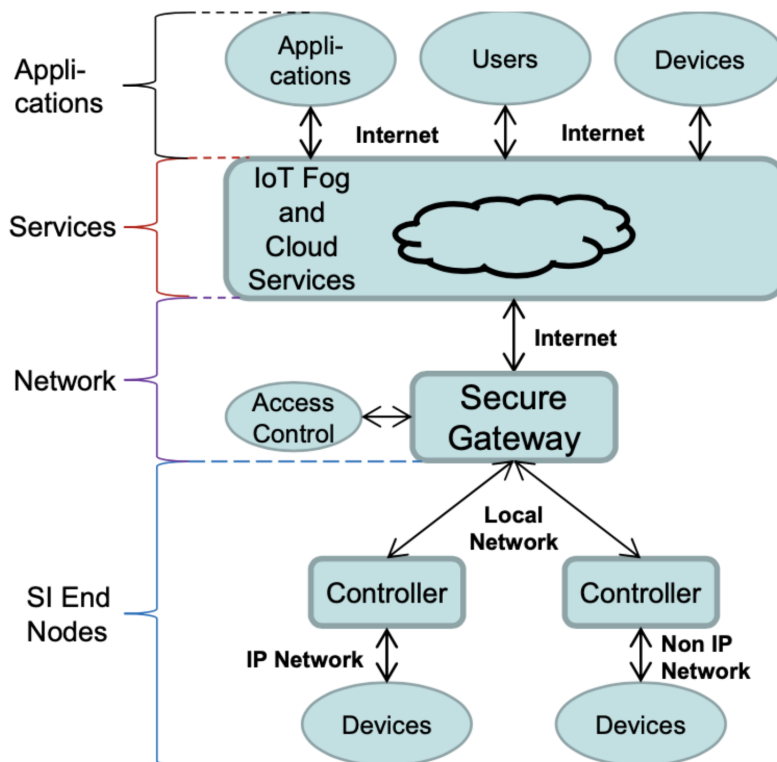 Appli-
cations
Appli-
cations
Users
Devices
Internet
Internet
Services
IoT Fog
and
Cloud
Services
Internet
Network
Access
Control
Secure
Gateway
Local
Network
SI End
Nodes
Controller
Controller
IP Network
Non IP
Network
Devices
Devices